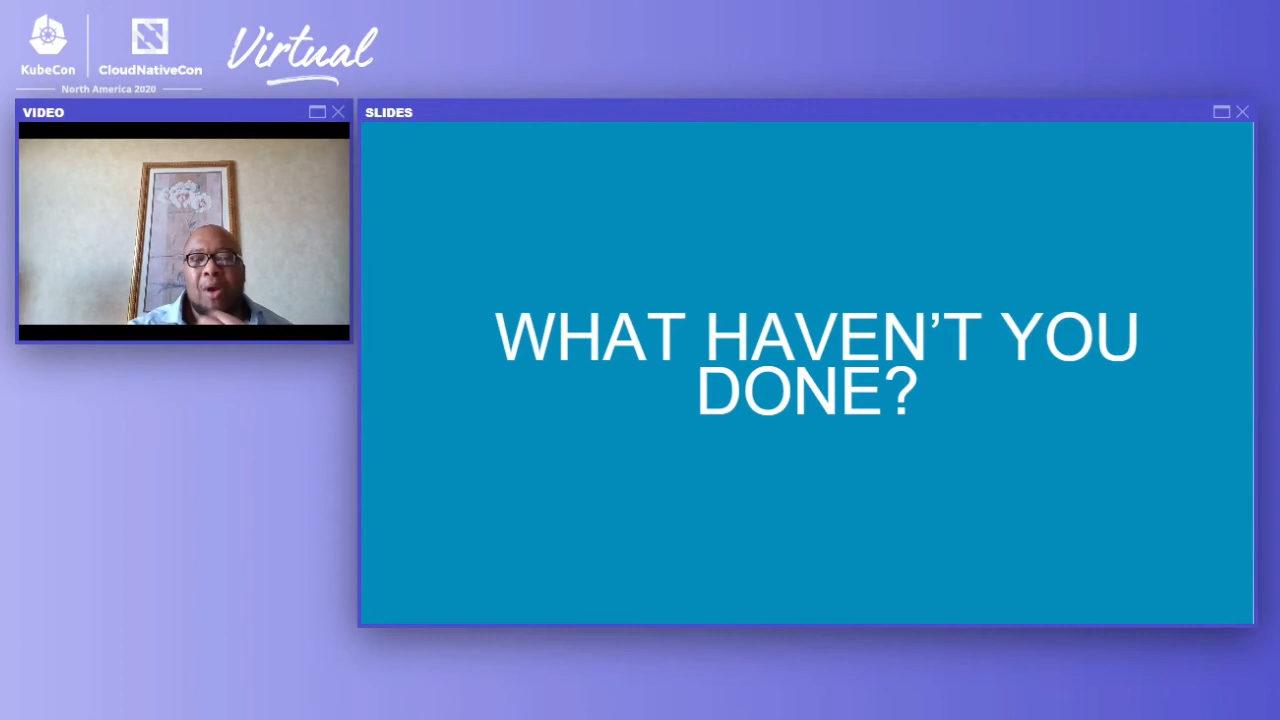 KubeCon
CloudNativeCon
North America 2020
Virtual
VIDEO
SLIDES
WHAT HAVEN’T YOU
DONE?